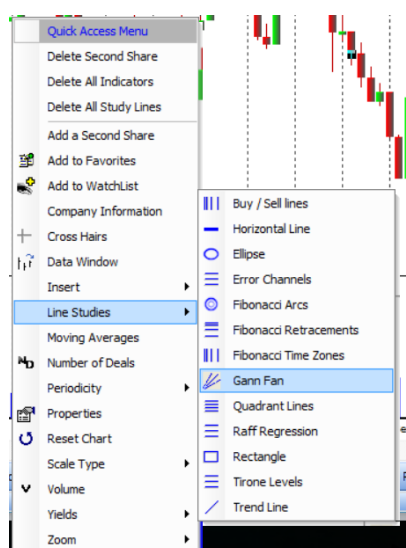 Quick Access Menu
Delete Second Share
Delete All Indicators
Delete All Study Lines
Add a Second Share
Add to Favorites
Add to WatchList
Company Information
Cross Hairs
Data Window
Insert
Line Studies
Moving Averages
Number of Deals
Periodicity
Properties
Reset Chart
Scale Type
Volume
Yields
Zoom
Buy / Sell lines
Horizontal Line
Ellipse
Error Channels
Fibonacci Arcs
Fibonacci Retracements
Fibonacci Time Zones
Gann Fan
Quadrant Lines
Raff Regression
Rectangle
Tirone Levels
Trend Line